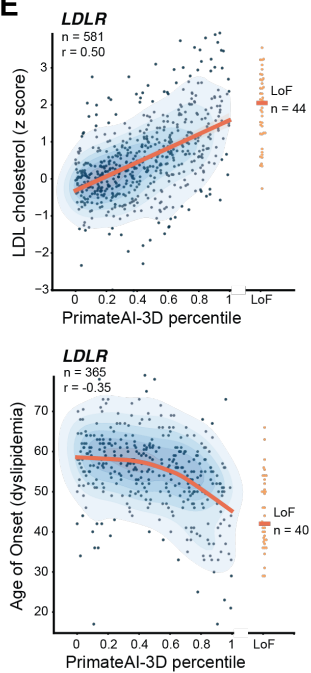 E
LDLR
n = 581
r = 0.50
LDL cholesterol (z score)
3
2
1
0
−1
−2
−3
LoF
n = 44
0 0.2 0.4 0.6 0.8 1 LoF
PrimateAI-3D percentile
LDLR
n = 365
r = -0.35
Age of Onset (dyslipidemia)
70
60
50
40
30
20
LoF
n = 40
0 0.2 0.4 0.6 0.8 1 LoF
PrimateAI-3D percentile